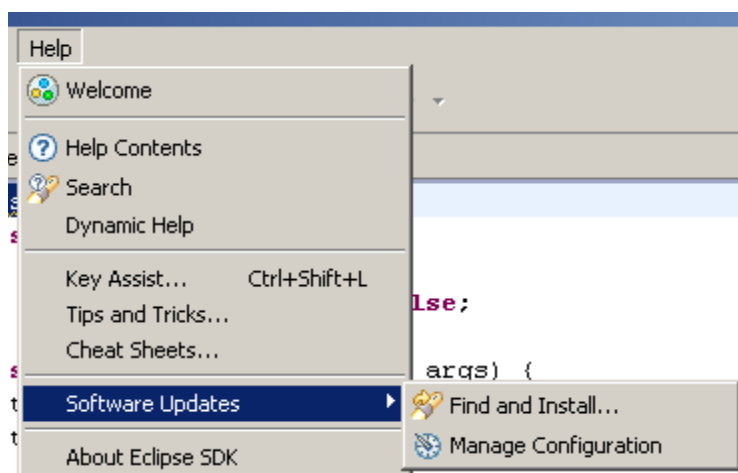 Help
Welcome
Help Contents
Search
Dynamic Help
Key Assist... Ctrl+Shift+L
Tips and Tricks...
lse;
Cheat Sheets...
args) {
Software Updates
Find and Install...
Manage Configuration
About Eclipse SDK